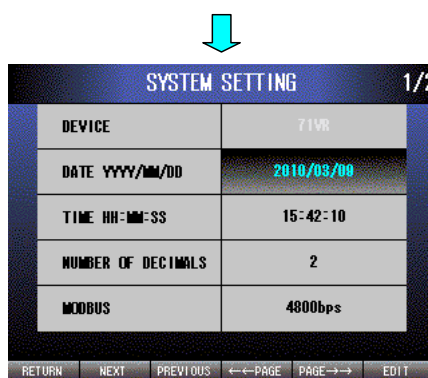 SYSTEM SETTING 1/2
DEVICE 71VR
DATE YYYY/MM/DD 2010/03/09
TIME HH:MM:SS 15:42:10
NUMBER OF DECIMALS 2
MODBUS 4800bps
RETURN NEXT PREVIOUS ←←PAGE PAGE→→ EDIT